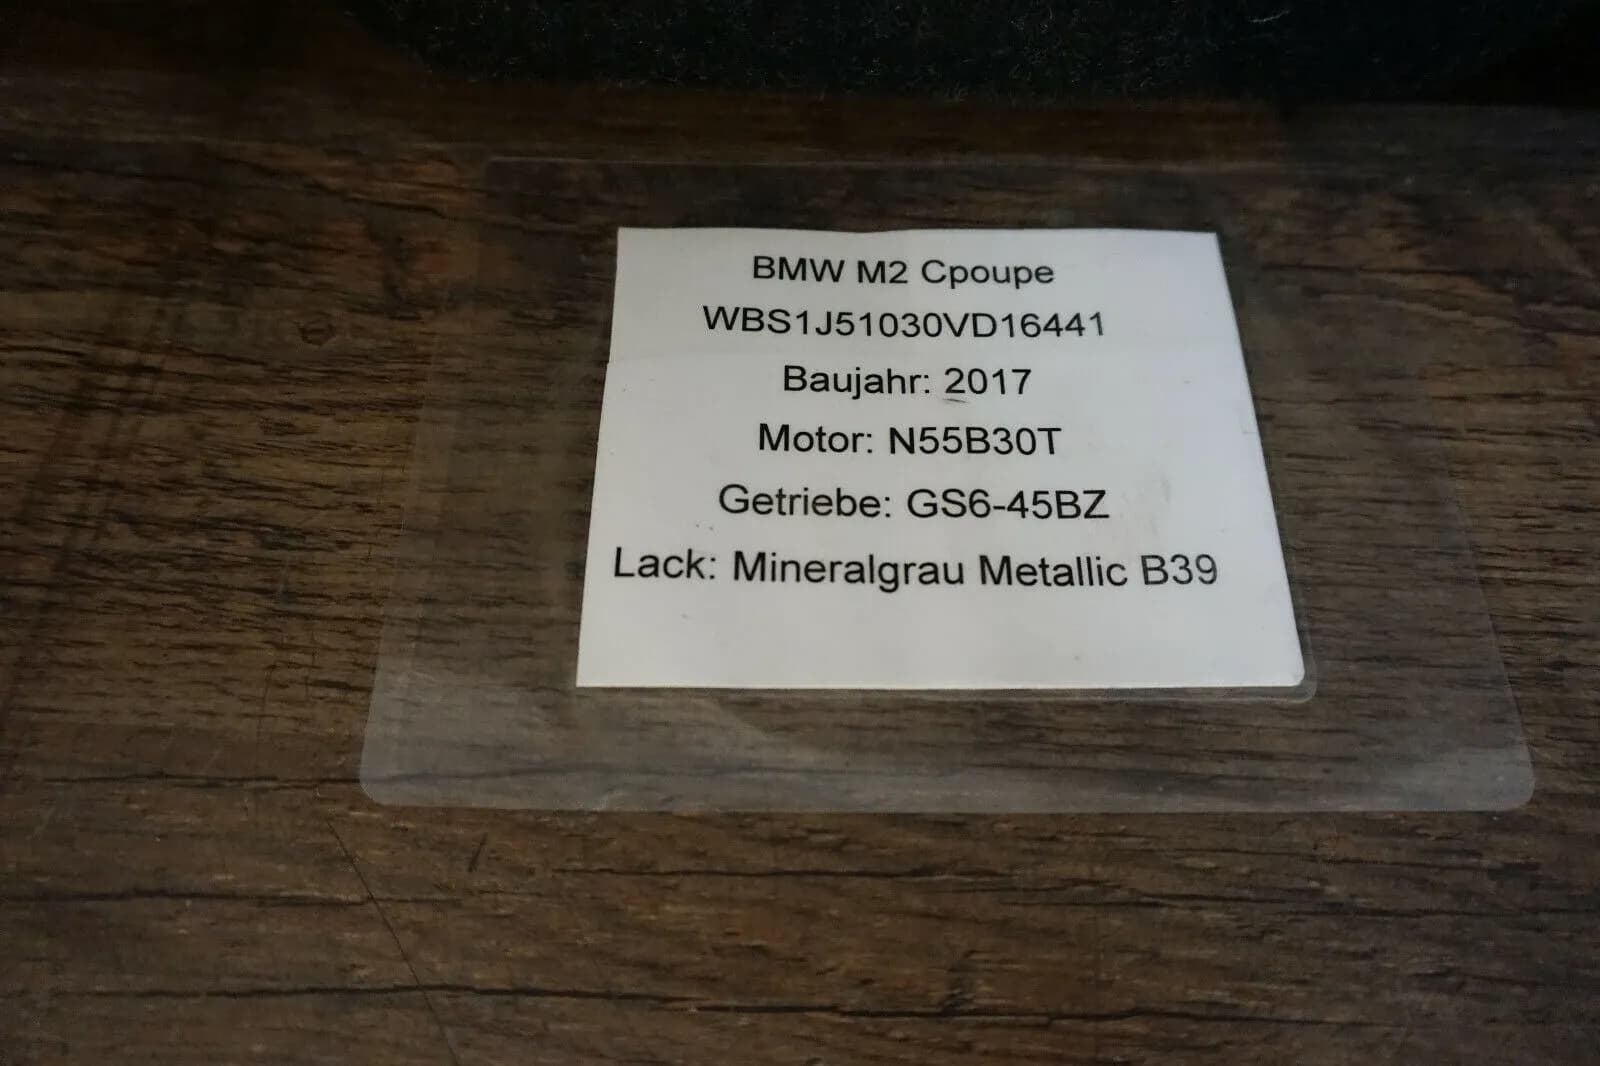 BMW M2 Cpoupe
WBS1J51030VD16441
Baujahr: 2017
Motor: N55B30T
Getriebe: GS6-45BZ
Lack: Mineralgrau Metallic B39